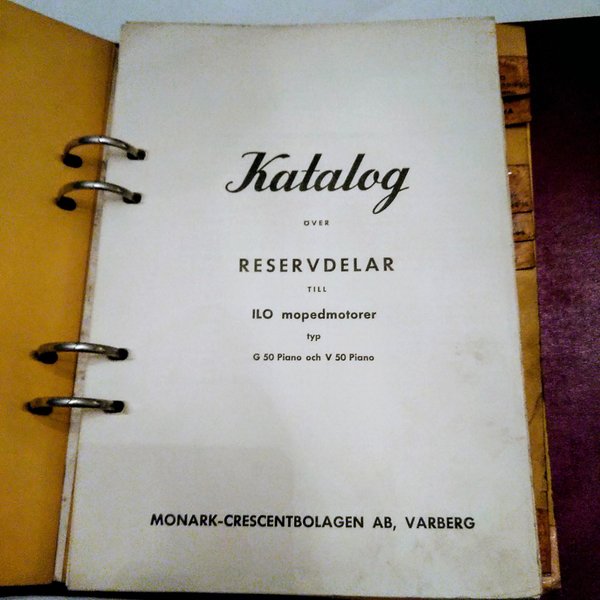 Katalog
ÖVER
RESERVDELAR
TILL
ILO mopedmotorer
typ
G 50 Piano och V 50 Piano
MONARK-CRESCENTBOLAGEN AB, VARBERG